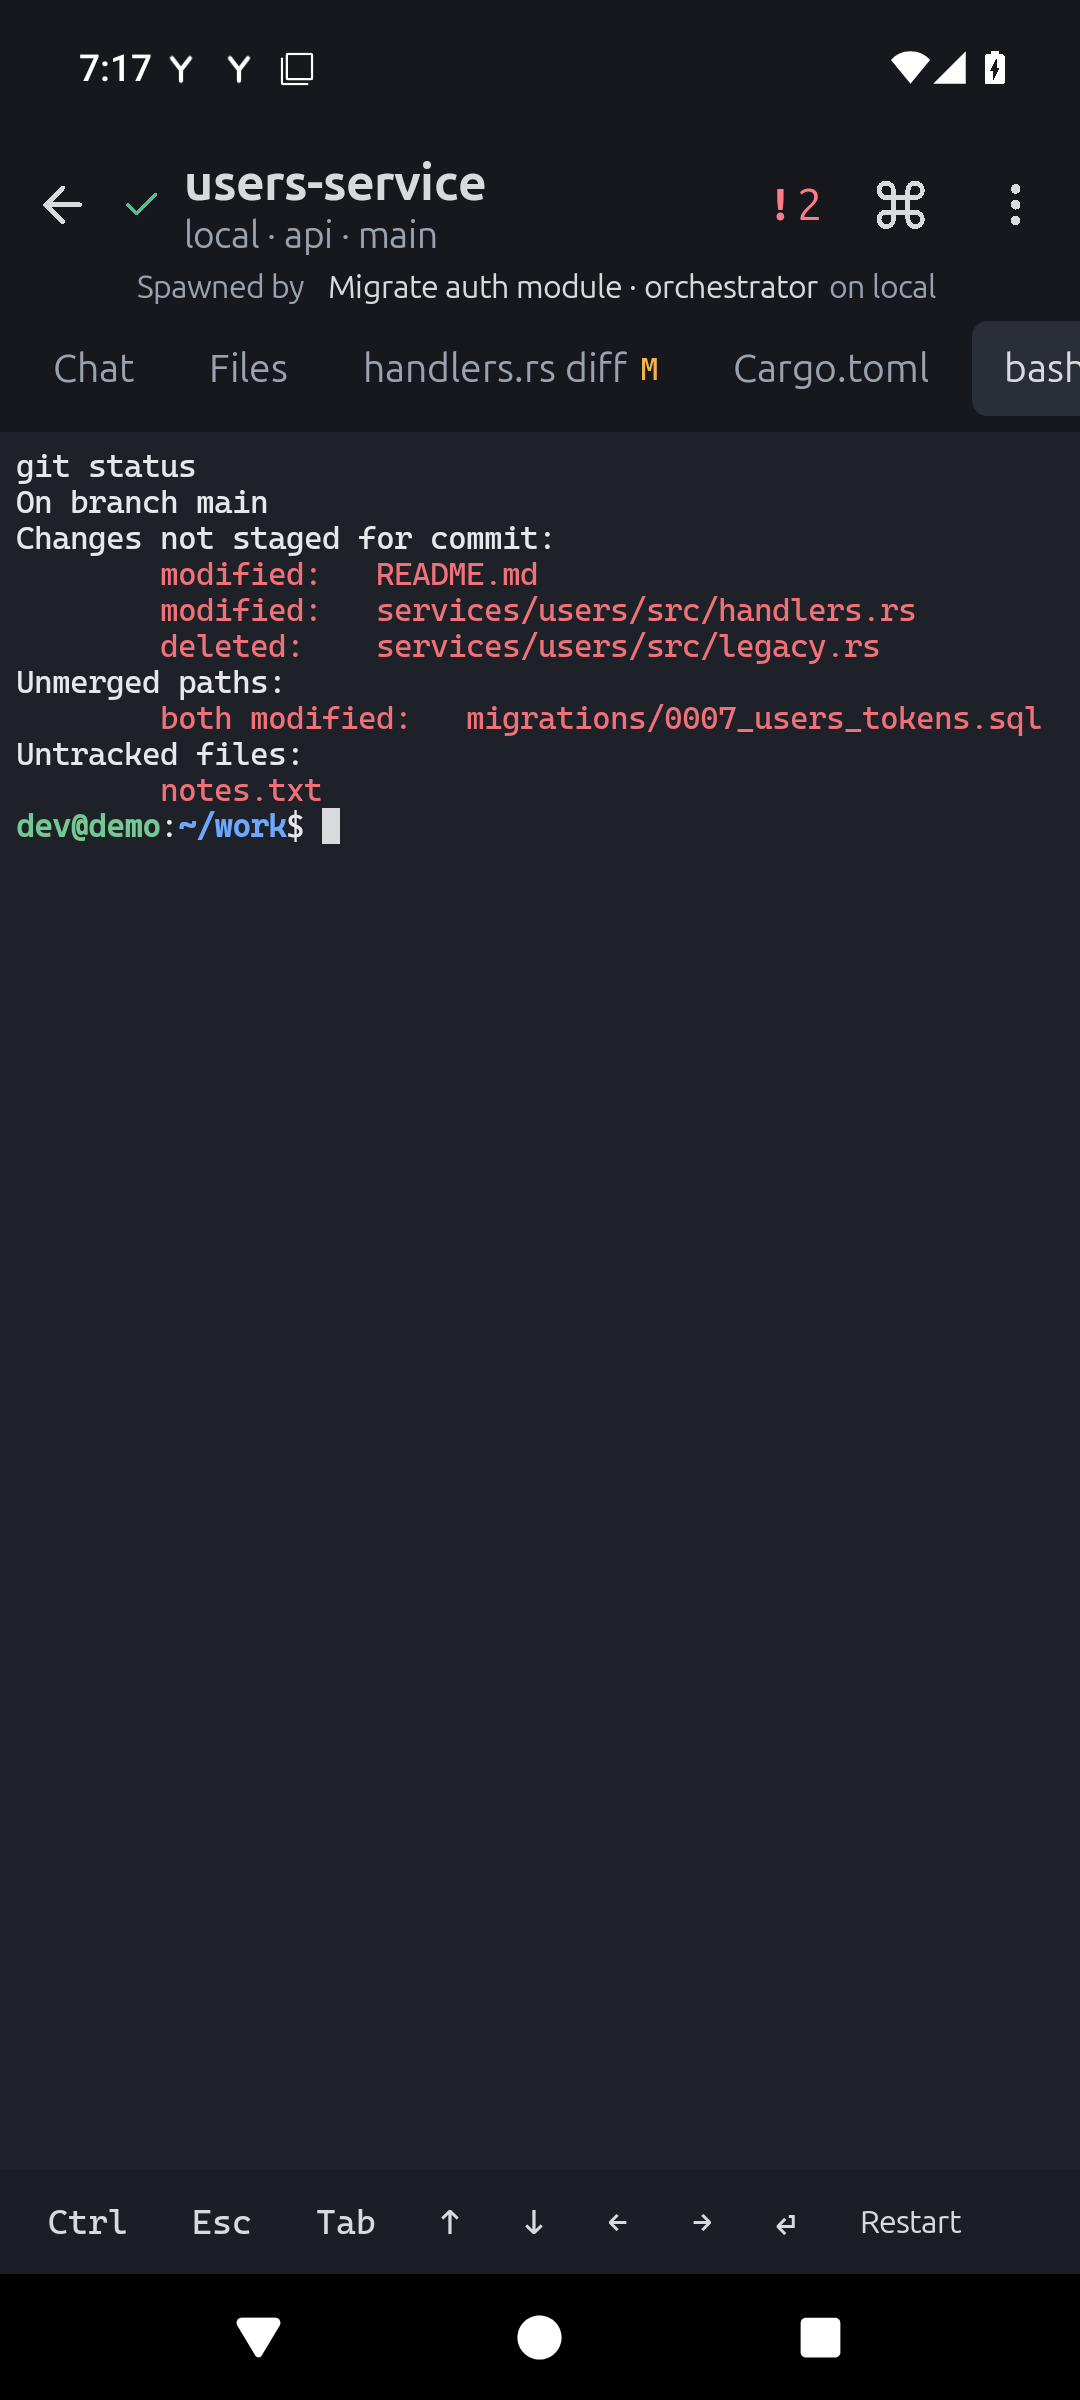 7:17
users-service
local · api · main
! 2
Spawned by Migrate auth module · orchestrator on local
Chat Files handlers.rs diff M Cargo.toml bash
git status
On branch main
Changes not staged for commit:
modified: README.md
modified: services/users/src/handlers.rs
deleted: services/users/src/legacy.rs
Unmerged paths:
both modified: migrations/0007_users_tokens.sql
Untracked files:
notes.txt
dev@demo:~/work$
Ctrl Esc Tab ↑ ↓ ← → ↵ Restart